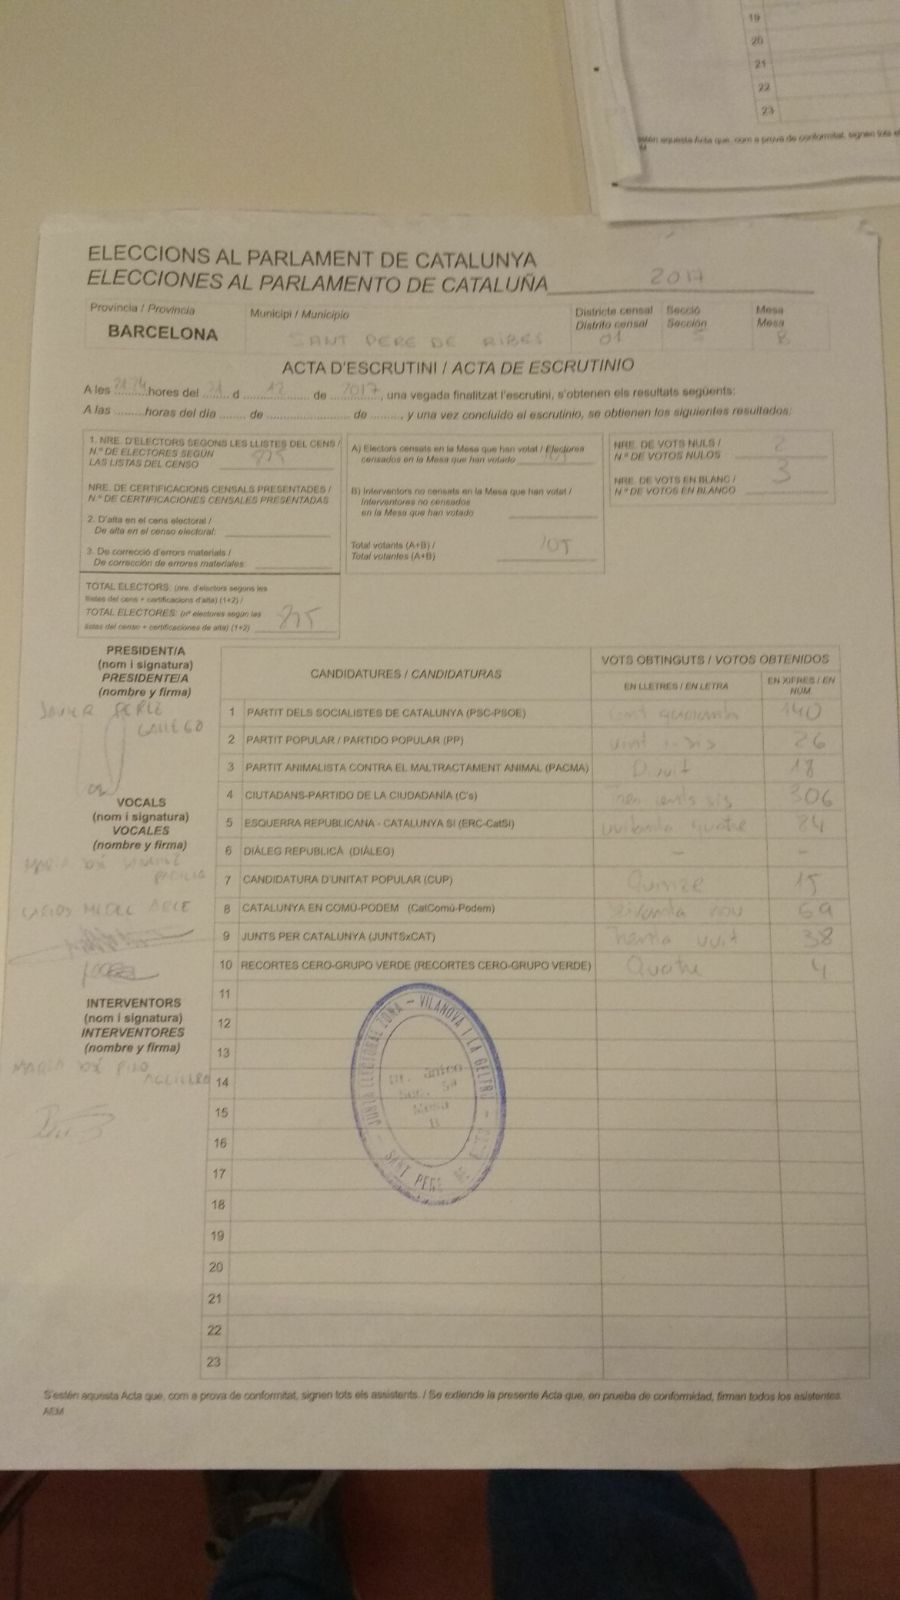 19
20
21
22
23
aquesta Acta que, com a prova de conformitat, signen tots
ELECCIONS AL PARLAMENT DE CATALUNYA
ELECCIONES AL PARLAMENTO DE CATALUÑA 2017
Provincia / Provincia
BARCELONA
Municipi / Municipio
SANT PERE DE RIBES
Districte censal
Distrito censal
01
Secció
Sección
Mesa
Mesa
B
ACTA D'ESCRUTINI / ACTA DE ESCRUTINIO
A les hores del 21 d 12 de 2017, una vegada finalitzat l'escrutini, s'obtenen els resultats següents:
A las ......... horas del día ....... de ..................... de ........, y una vez concluido el escrutinio, se obtienen los siguientes resultados:
1. NRE. D'ELECTORS SEGONS LES LLISTES DEL CENS /
N.º DE ELECTORES SEGÚN
LAS LISTAS DEL CENSO 875
NRE. DE CERTIFICACIONS CENSALS PRESENTADES /
N.º DE CERTIFICACIONES CENSALES PRESENTADAS
2. D'alta en el cens electoral /
De alta en el censo electoral:
3. De correcció d'errors materials /
De corrección de errores materiales:
TOTAL ELECTORS: (nre. d'electors segons les
llistes del cens + certificacions d'alta) (1+2) /
TOTAL ELECTORES: (nº electores según las
listas del censo + certificaciones de alta) (1+2) 875
A) Electors censats en la Mesa que han votat / Electores
censados en la Mesa que han votado
B) Interventors no censats en la Mesa que han votat /
Interventores no censados
en la Mesa que han votado
Total votants (A+B) /
Total votantes (A+B) 705
NRE. DE VOTS NULS /
N.º DE VOTOS NULOS 2
NRE. DE VOTS EN BLANC /
N.º DE VOTOS EN BLANCO 3
PRESIDENT/A
(nom i signatura)
PRESIDENTE/A
(nombre y firma)
GALLEGO
VOCALS
(nom i signatura)
VOCALES
(nombre y firma)
MARIA JOSÉ
CARLOS
INTERVENTORS
(nom i signatura)
INTERVENTORES
(nombre y firma)
MARIA JOSÉ
CANDIDATURES / CANDIDATURAS
VOTS OBTINGUTS / VOTOS OBTENIDOS
EN LLETRES / EN LETRA
EN XIFRES / EN NÚM.
1 PARTIT DELS SOCIALISTES DE CATALUNYA (PSC-PSOE) cent quaranta 140
2 PARTIT POPULAR / PARTIDO POPULAR (PP) vint i sis 26
3 PARTIT ANIMALISTA CONTRA EL MALTRACTAMENT ANIMAL (PACMA) Divuit 18
4 CIUTADANS-PARTIDO DE LA CIUDADANÍA (C's) Tres cents sis 306
5 ESQUERRA REPUBLICANA - CATALUNYA SÍ (ERC-CatSí) vuitanta quatre 84
6 DIÀLEG REPUBLICÀ (DIÀLEG) - -
7 CANDIDATURA D'UNITAT POPULAR (CUP) Quinze 15
8 CATALUNYA EN COMÚ-PODEM (CatComú-Podem) nou 69
9 JUNTS PER CATALUNYA (JUNTSxCAT) vuit 38
10 RECORTES CERO-GRUPO VERDE (RECORTES CERO-GRUPO VERDE) Quatre 4
11
12
13
14
15
16
17
18
19
20
21
22
23
JUNTA ELECTORAL ZONA - VILANOVA I LA GELTRÚ -
SANT PERE DE
Mesa
B
S'estén aquesta Acta que, com a prova de conformitat, signen tots els assistents. / Se extiende la presente Acta que, en prueba de conformidad, firman todos los asistentes.
AEM